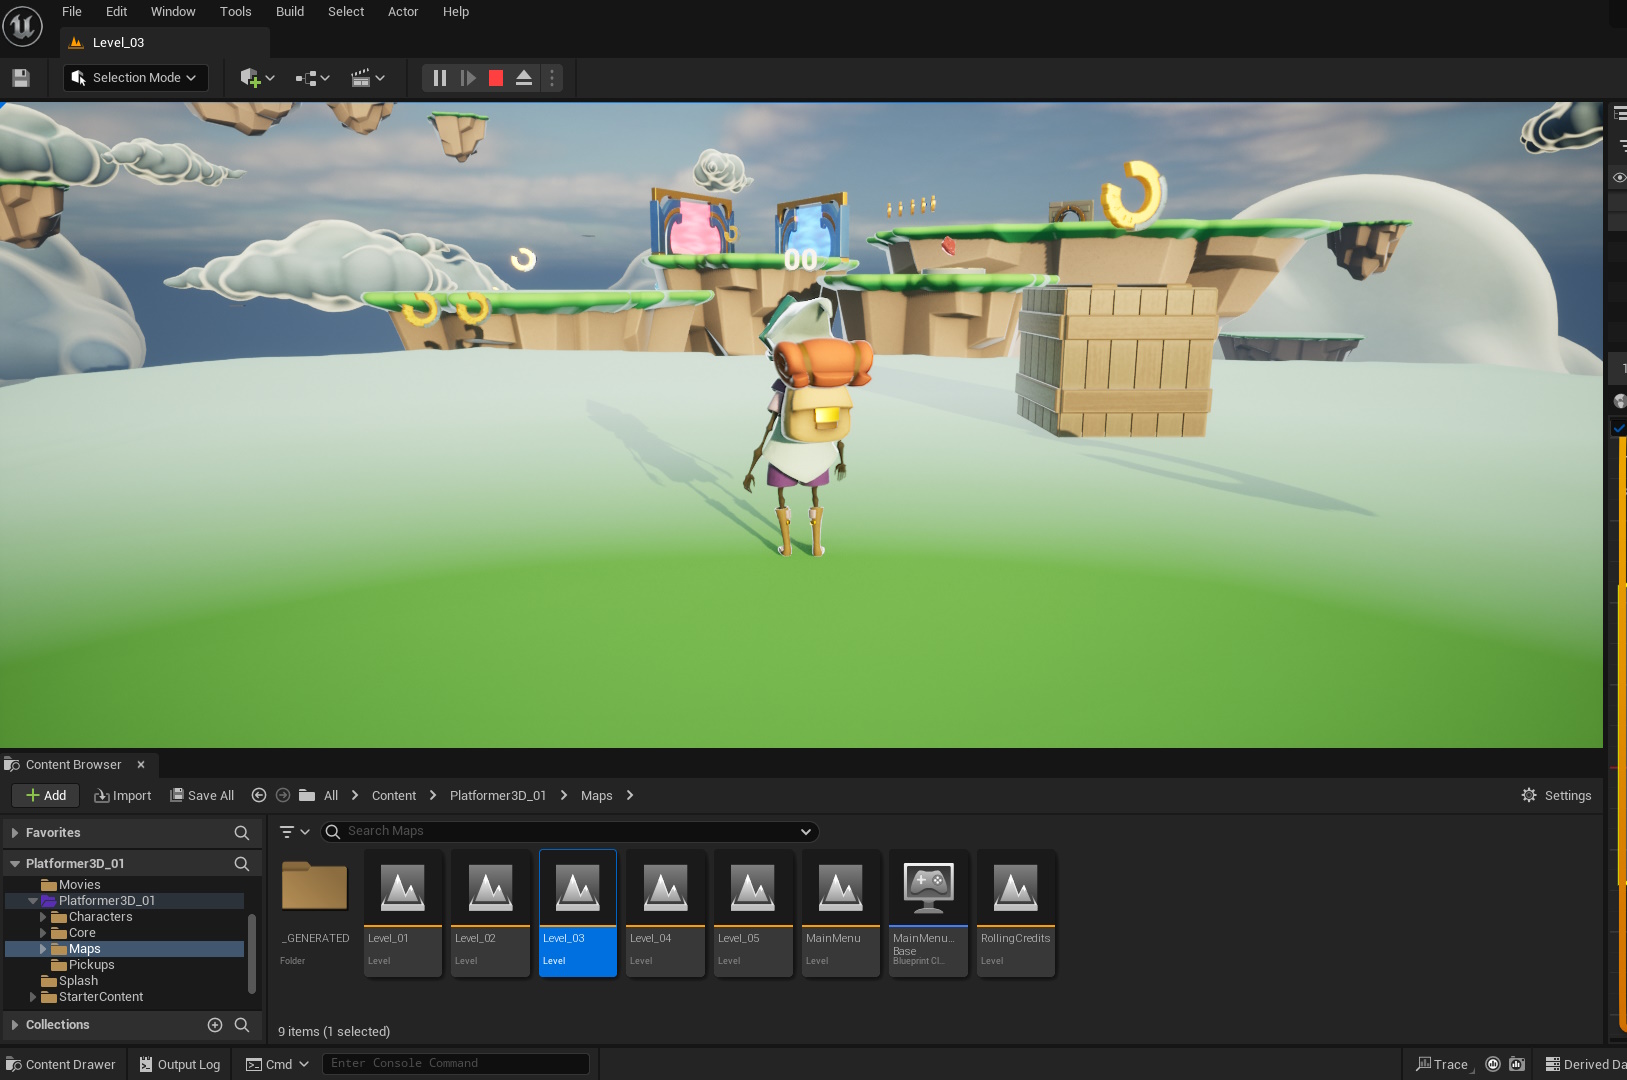 File Edit Window Tools Build Select Actor Help
Level_03
Selection Mode
00
Content Browser
Add Import Save All All Content Platformer3D_01 Maps Settings
Favorites
Search Maps
Platformer3D_01
Movies
Platformer3D_01
Characters
Core
Maps
Pickups
Splash
StarterContent
Collections
_GENERATED
Folder
Level_01
Level
Level_02
Level
Level_03
Level
Level_04
Level
Level_05
Level
MainMenu
Level
MainMenu...
Base
Blueprint Cl...
RollingCredits
Level
9 items (1 selected)
Content Drawer Output Log Cmd Enter Console Command Trace Derived Da